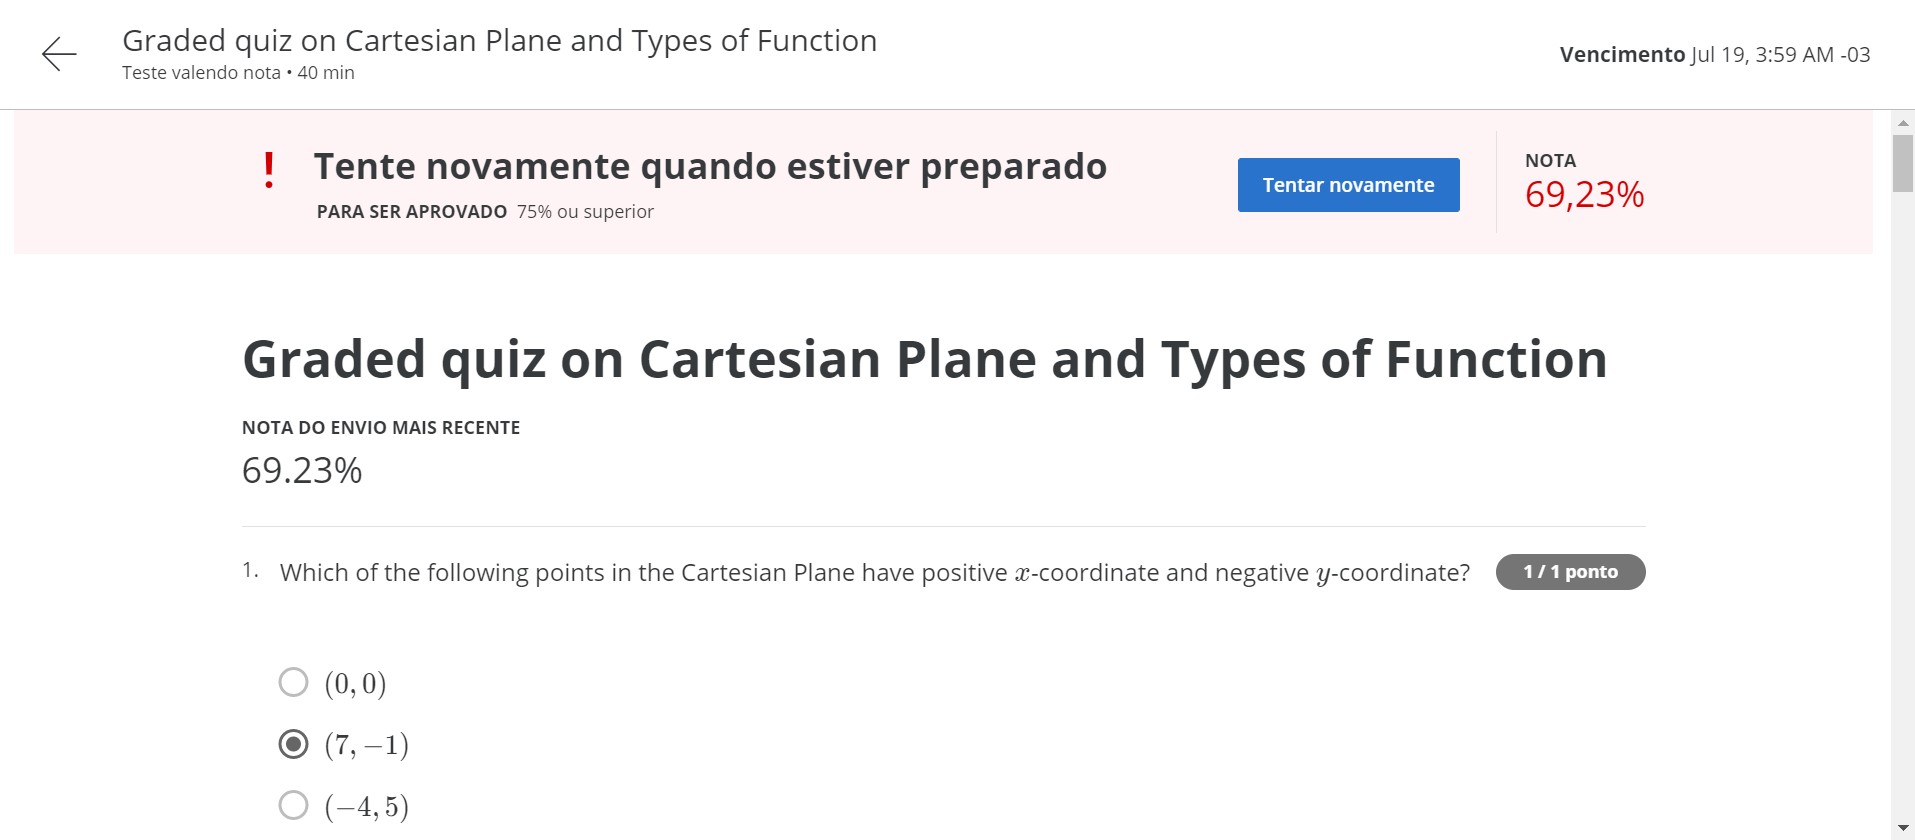 Graded quiz on Cartesian Plane and Types of Function
Teste valendo nota • 40 min
Vencimento Jul 19, 3:59 AM -03
! Tente novamente quando estiver preparado
PARA SER APROVADO 75% ou superior
Tentar novamente
NOTA
69,23%
Graded quiz on Cartesian Plane and Types of Function
NOTA DO ENVIO MAIS RECENTE
69.23%
1. Which of the following points in the Cartesian Plane have positive x-coordinate and negative y-coordinate?
1 / 1 ponto
(0, 0)
(7, −1)
(−4, 5)